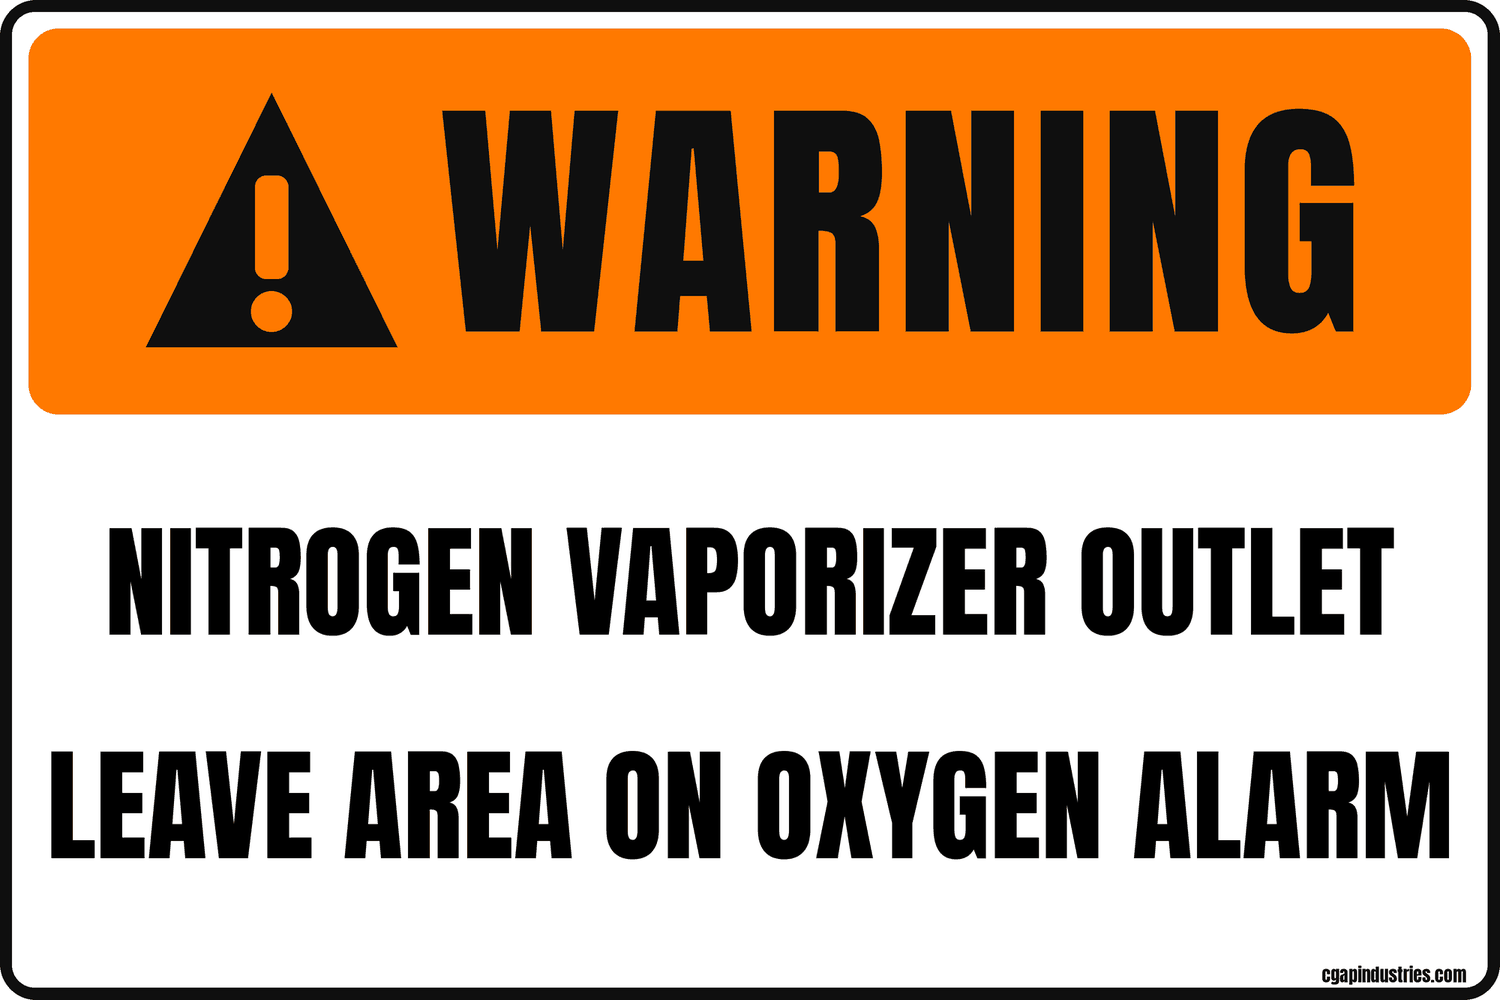 WARNING
NITROGEN VAPORIZER OUTLET
LEAVE AREA ON OXYGEN ALARM
cgapindustries.com